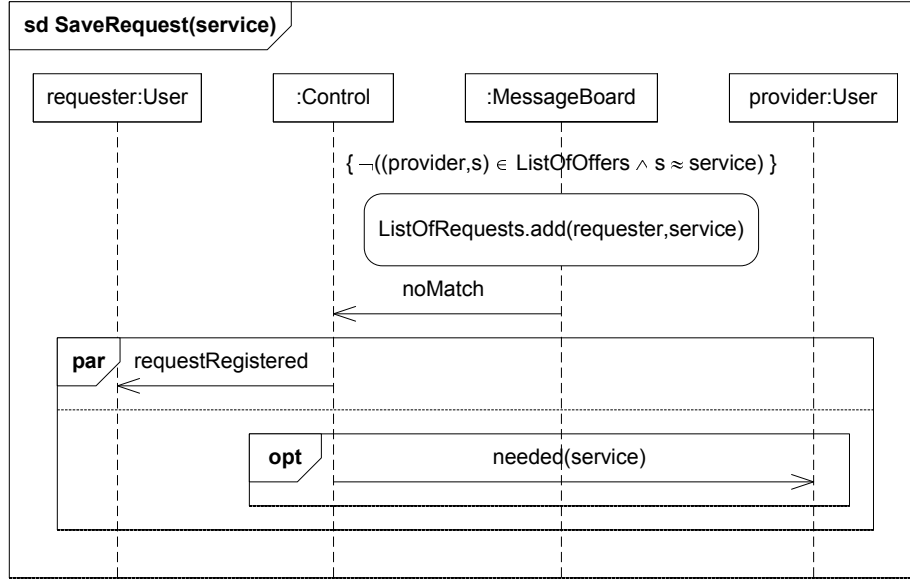 sd SaveRequest(service)
requester:User :Control :MessageBoard provider:User
{ ¬((provider,s) ∈ ListOfOffers ∧ s ≈ service) }
ListOfRequests.add(requester,service)
noMatch
par requestRegistered
opt needed(service)